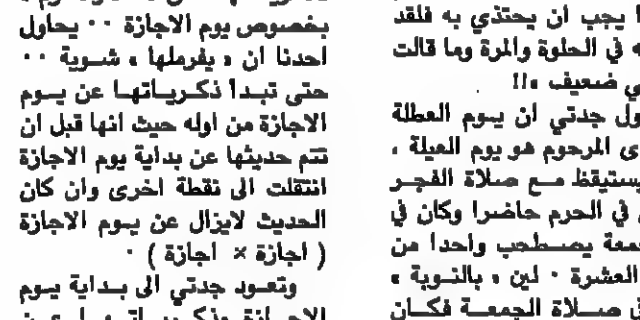 ا يجب أن يحتذي به فلقد
في الحلوة والمرة وما قالت
ي ضعيف »!!
ول جدتي ان يوم العطلة
ى المرحوم هو يوم العيلة ،
يستيقظ مع صلاة الفجر
في الحرم حاضرا وكان في
معة يصطحب واحدا من
العشرة ٠ لين « بالنوبة »
صلاة الجمعة فكان
بخصوص يوم الاجازة ٠٠ يحاول
احدنا ان « يفرملها » شوية ٠٠
حتى تبدأ ذكرياتها عن يوم
الاجازة من اوله حيث انها قبل ان
تتم حديثها عن بداية يوم الاجازة
انتقلت الى نقطة اخرى وان كان
الحديث لايزال عن يوم الاجازة
( اجازة × اجازة ) ٠
وتعود جدتي الى بداية يوم